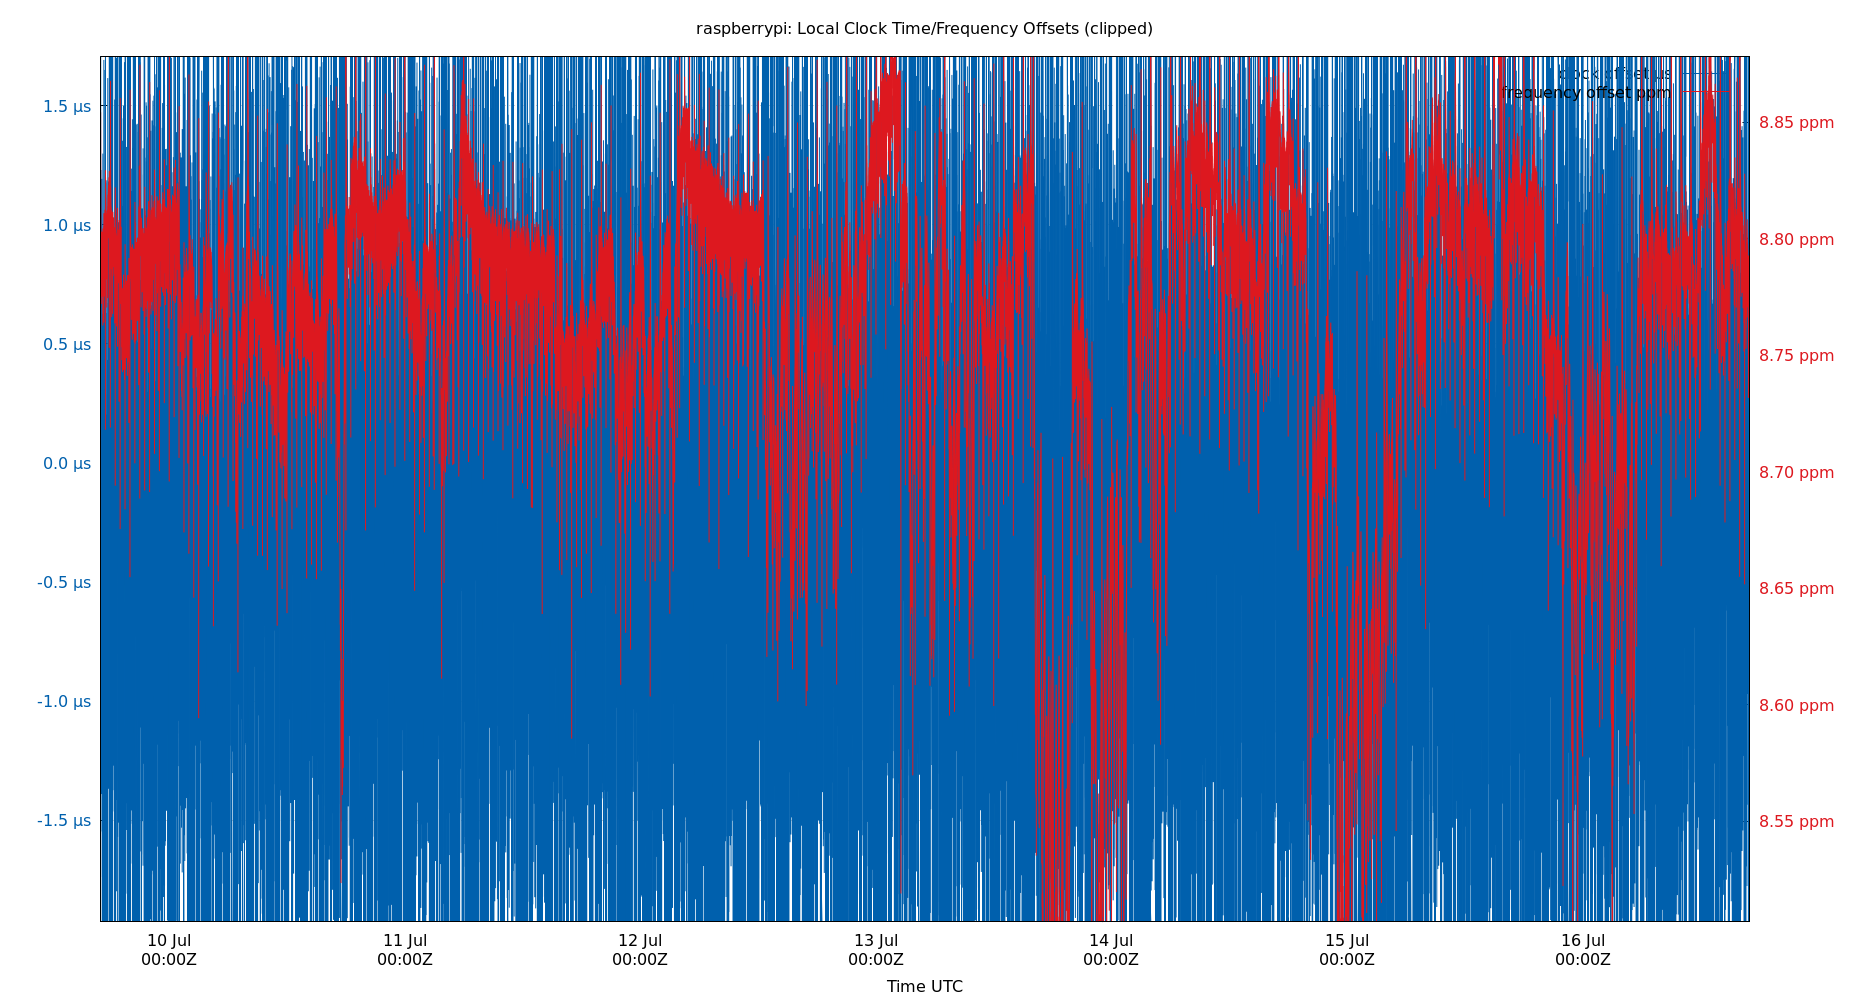 raspberrypi: Local Clock Time/Frequency Offsets (clipped)
clock offset us
frequency offset ppm
1.5 µs
1.0 µs
0.5 µs
0.0 µs
-0.5 µs
-1.0 µs
-1.5 µs
8.85 ppm
8.80 ppm
8.75 ppm
8.70 ppm
8.65 ppm
8.60 ppm
8.55 ppm
10 Jul
00:00Z
11 Jul
00:00Z
12 Jul
00:00Z
13 Jul
00:00Z
14 Jul
00:00Z
15 Jul
00:00Z
16 Jul
00:00Z
Time UTC